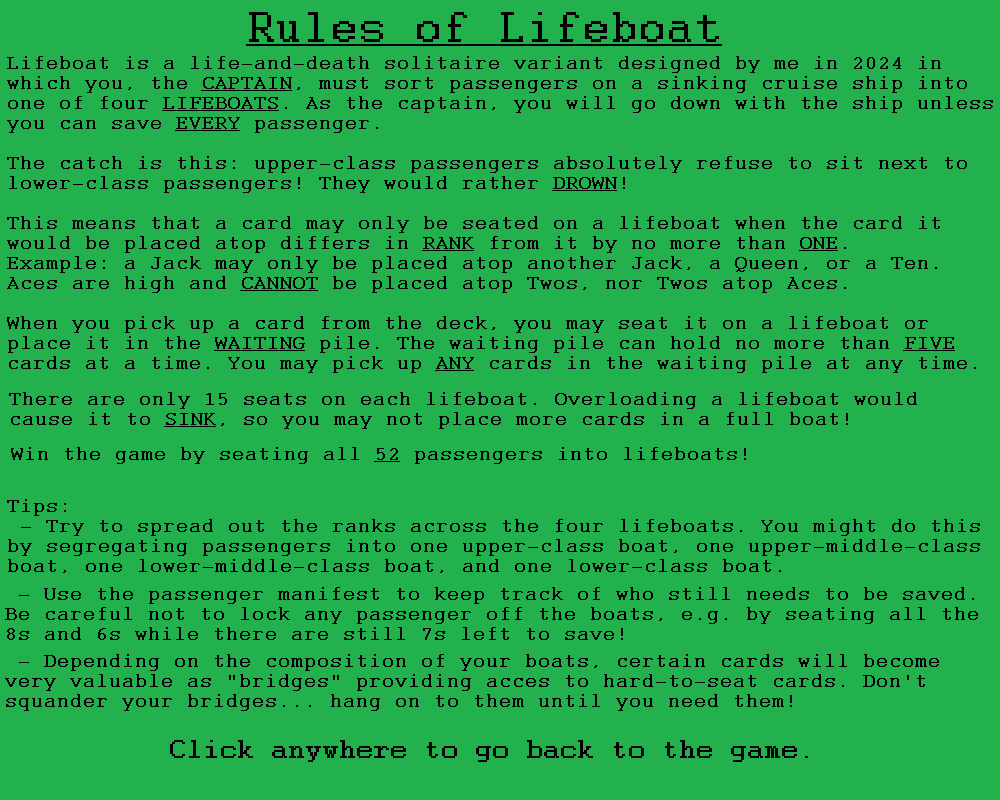 Rules of Lifeboat
Lifeboat is a life-and-death solitaire variant designed by me in 2024 in
which you, the CAPTAIN, must sort passengers on a sinking cruise ship into
one of four LIFEBOATS. As the captain, you will go down with the ship unless
you can save EVERY passenger.
The catch is this: upper-class passengers absolutely refuse to sit next to
lower-class passengers! They would rather DROWN!
This means that a card may only be seated on a lifeboat when the card it
would be placed atop differs in RANK from it by no more than ONE.
Example: a Jack may only be placed atop another Jack, a Queen, or a Ten.
Aces are high and CANNOT be placed atop Twos, nor Twos atop Aces.
When you pick up a card from the deck, you may seat it on a lifeboat or
place it in the WAITING pile. The waiting pile can hold no more than FIVE
cards at a time. You may pick up ANY cards in the waiting pile at any time.
There are only 15 seats on each lifeboat. Overloading a lifeboat would
cause it to SINK, so you may not place more cards in a full boat!
Win the game by seating all 52 passengers into lifeboats!
Tips:
- Try to spread out the ranks across the four lifeboats. You might do this
by segregating passengers into one upper-class boat, one upper-middle-class
boat, one lower-middle-class boat, and one lower-class boat.
- Use the passenger manifest to keep track of who still needs to be saved.
Be careful not to lock any passenger off the boats, e.g. by seating all the
8s and 6s while there are still 7s left to save!
- Depending on the composition of your boats, certain cards will become
very valuable as "bridges" providing acces to hard-to-seat cards. Don't
squander your bridges... hang on to them until you need them!
Click anywhere to go back to the game.